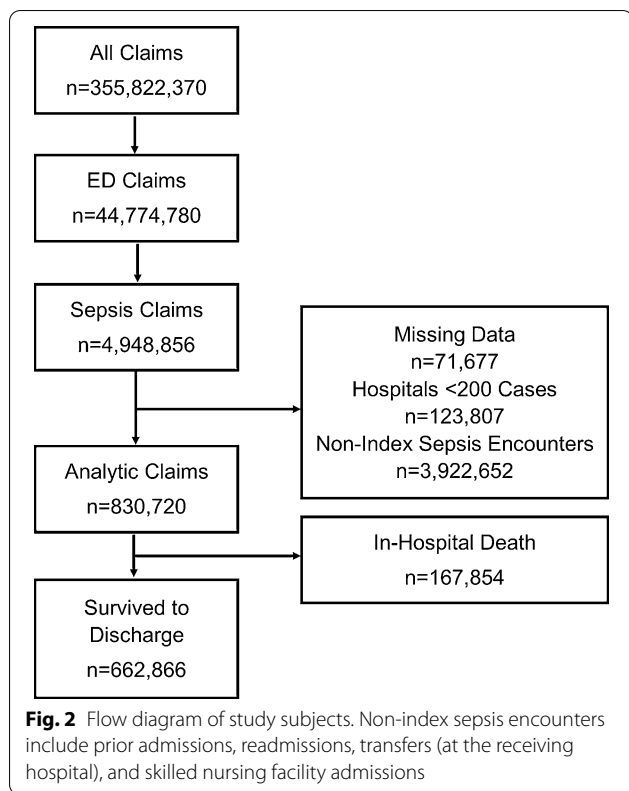 All Claims
n=355,822,370
ED Claims
n=44,774,780
Sepsis Claims
n=4,948,856
Missing Data
n=71,677
Hospitals <200 Cases
n=123,807
Non-Index Sepsis Encounters
n=3,922,652
Analytic Claims
n=830,720
In-Hospital Death
n=167,854
Survived to
Discharge
n=662,866
Fig. 2 Flow diagram of study subjects. Non-index sepsis encounters
include prior admissions, readmissions, transfers (at the receiving
hospital), and skilled nursing facility admissions